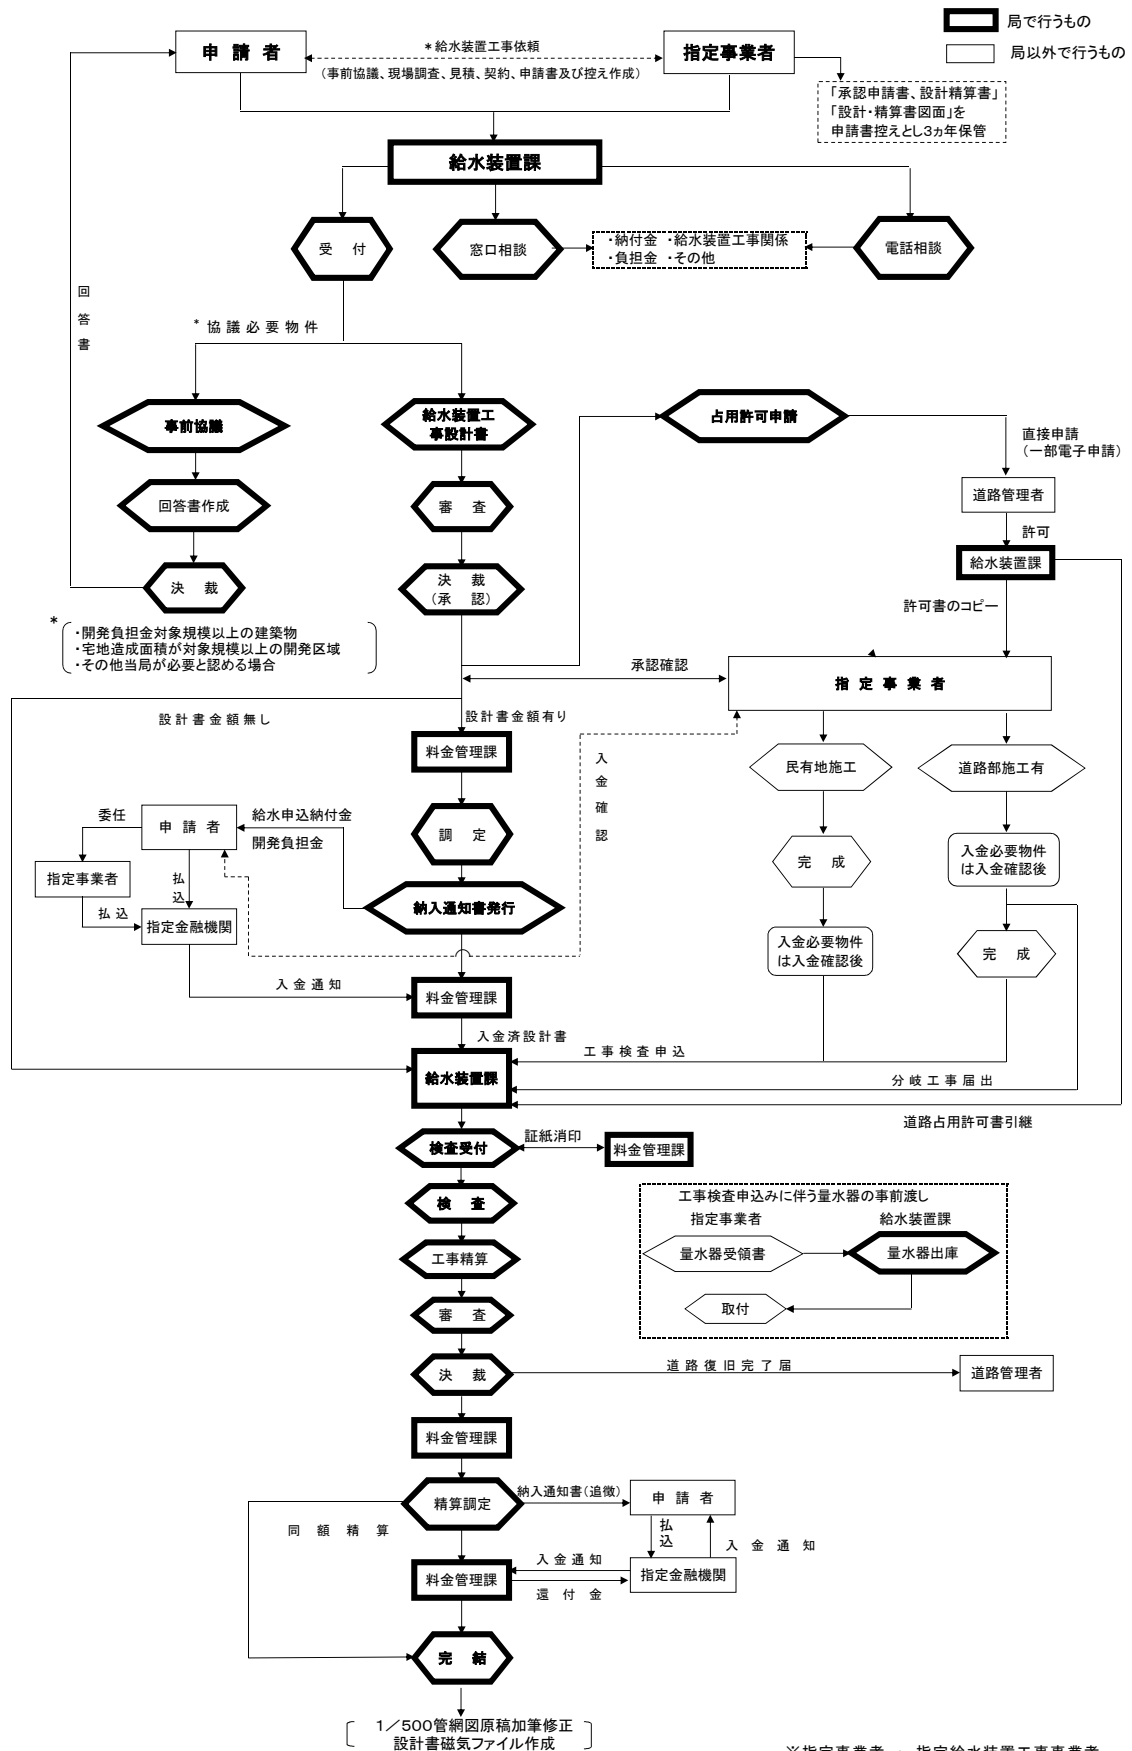 局で行うもの
局以外で行うもの
申 請 者
＊給水装置工事依頼
（事前協議、現場調査、見積、契約、申請書及び控え作成）
指定事業者
「承認申請書、設計精算書」
「設計・精算書図面」を
申請書控えとし3ヵ年保管
給水装置課
受 付
窓口相談
・納付金 ・給水装置工事関係
・負担金 ・その他
電話相談
回答書
* 協議必要物件
事前協議
給水装置工
事設計書
占用許可申請
直接申請
（一部電子申請）
回答書作成
審 査
道路管理者
許可
決 裁
決 裁
（承 認）
給水装置課
許可書のコピー
*
・開発負担金対象規模以上の建築物
・宅地造成面積が対象規模以上の開発区域
・その他当局が必要と認める場合
承認確認
指 定 事 業 者
設計書金額無し
設計書金額有り
料金管理課
入金確認
民有地施工
道路部施工有
委任
申 請 者
給水申込納付金
開発負担金
調 定
完 成
入金必要物件
は入金確認後
指定事業者
払込
払込
指定金融機関
納入通知書発行
入金必要物件
は入金確認後
完 成
入金通知
料金管理課
入金済設計書
工事検査申込
給水装置課
分岐工事届出
道路占用許可書引継
検査受付
証紙消印
料金管理課
検 査
工事検査申込みに伴う量水器の事前渡し
指定事業者
給水装置課
量水器受領書
量水器出庫
取付
工事精算
審 査
決 裁
道路復旧完了届
道路管理者
料金管理課
精算調定
納入通知書（追徴）
申 請 者
同額精算
払込
入金通知
入金通知
料金管理課
指定金融機関
還付金
完 結
1／500管網図原稿加筆修正
設計書磁気ファイル作成
※指定事業者 → 指定給水装置工事事業者